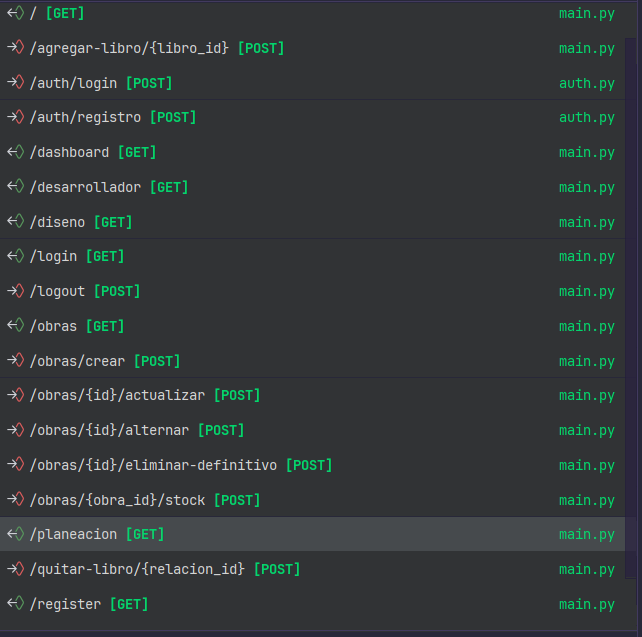 / [GET] main.py
/agregar-libro/{libro_id} [POST] main.py
/auth/login [POST] auth.py
/auth/registro [POST] auth.py
/dashboard [GET] main.py
/desarrollador [GET] main.py
/diseno [GET] main.py
/login [GET] main.py
/logout [POST] main.py
/obras [GET] main.py
/obras/crear [POST] main.py
/obras/{id}/actualizar [POST] main.py
/obras/{id}/alternar [POST] main.py
/obras/{id}/eliminar-definitivo [POST] main.py
/obras/{obra_id}/stock [POST] main.py
/planeacion [GET] main.py
/quitar-libro/{relacion_id} [POST] main.py
/register [GET] main.py